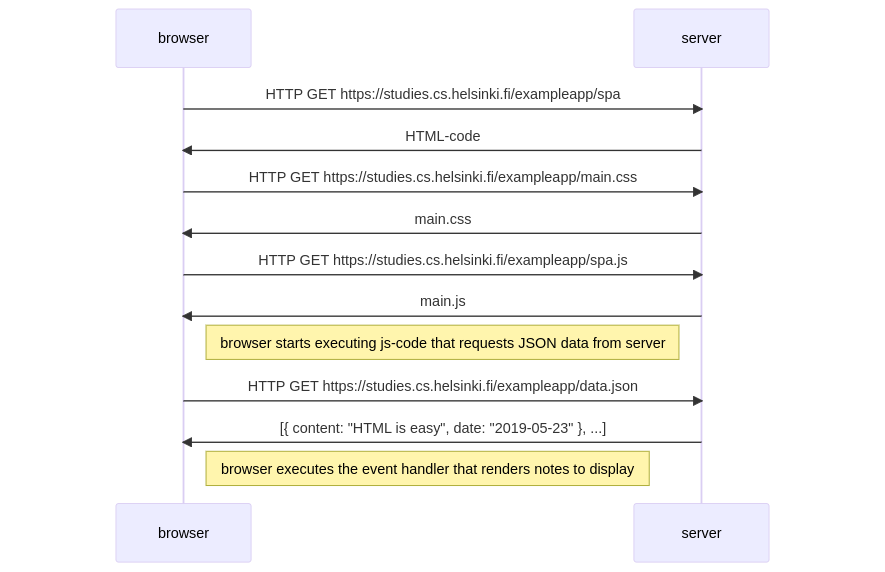 browser server
HTTP GET https://studies.cs.helsinki.fi/exampleapp/spa
HTML-code
HTTP GET https://studies.cs.helsinki.fi/exampleapp/main.css
main.css
HTTP GET https://studies.cs.helsinki.fi/exampleapp/spa.js
main.js
browser starts executing js-code that requests JSON data from server
HTTP GET https://studies.cs.helsinki.fi/exampleapp/data.json
[{ content: "HTML is easy", date: "2019-05-23" }, ...]
browser executes the event handler that renders notes to display
browser server